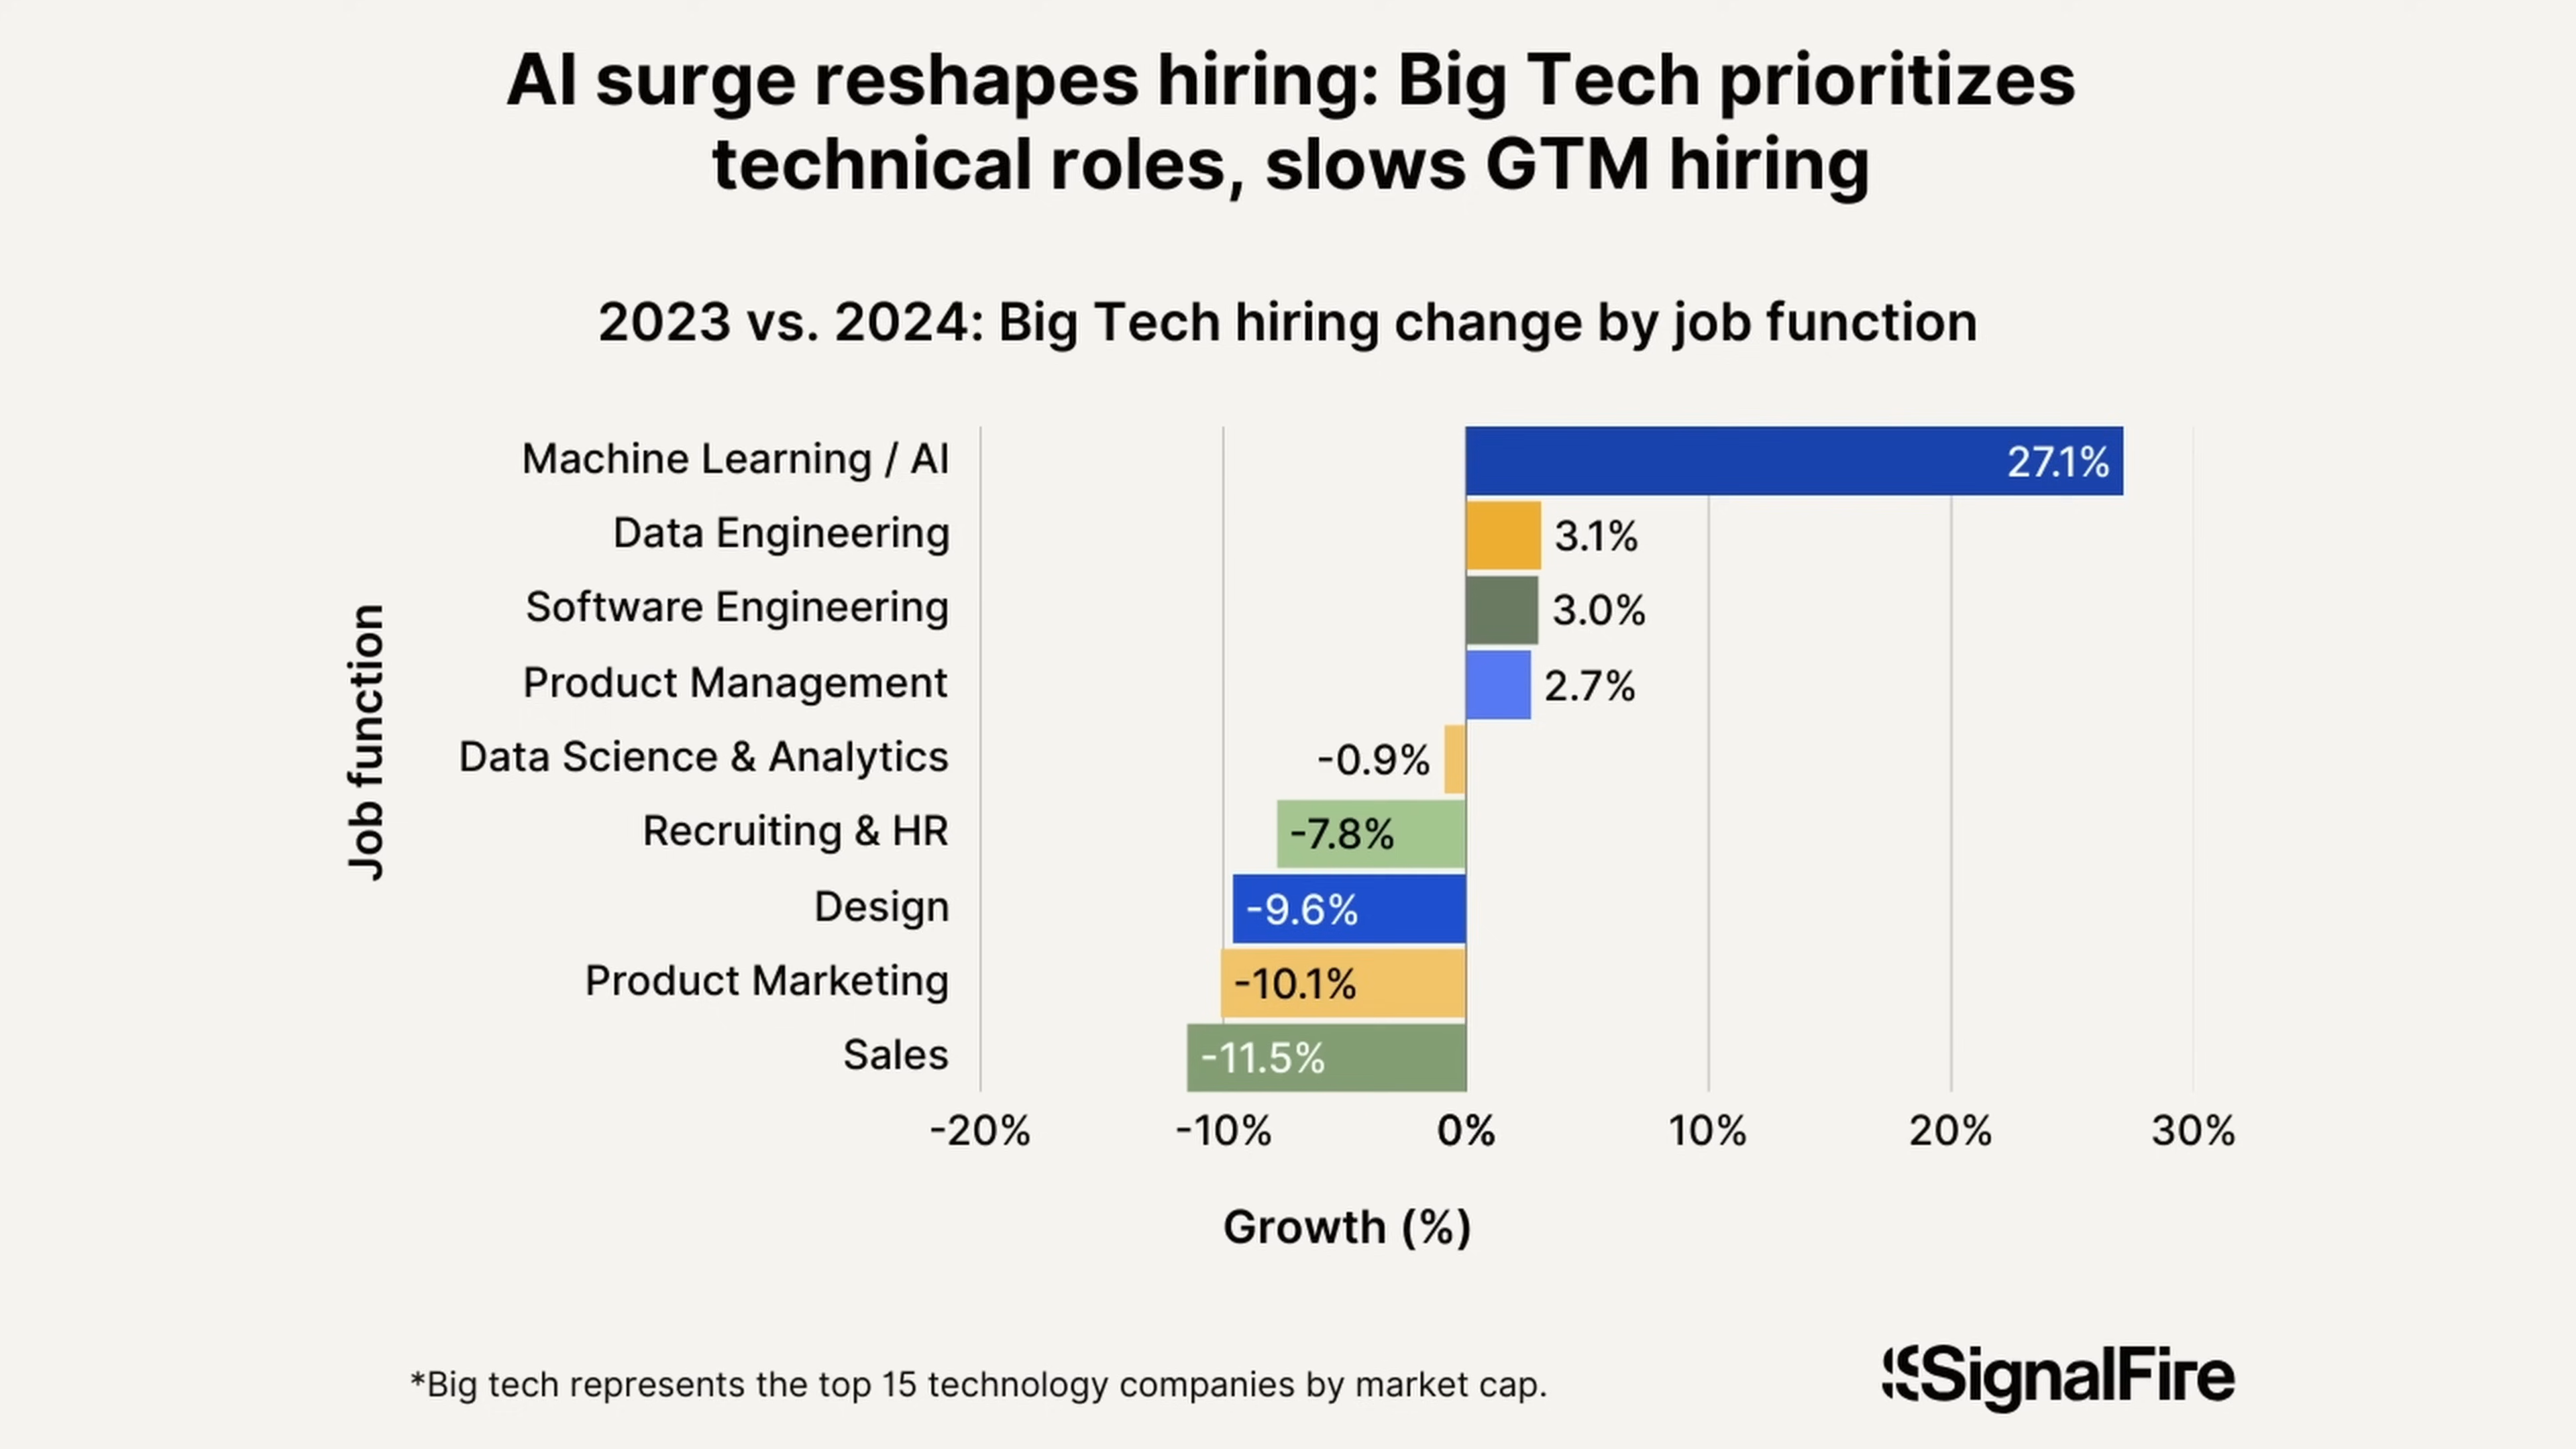 AI surge reshapes hiring: Big Tech prioritizes
technical roles, slows GTM hiring
2023 vs. 2024: Big Tech hiring change by job function
Job function
Machine Learning / AI 27.1%
Data Engineering 3.1%
Software Engineering 3.0%
Product Management 2.7%
Data Science & Analytics -0.9%
Recruiting & HR -7.8%
Design -9.6%
Product Marketing -10.1%
Sales -11.5%
-20% -10% 0% 10% 20% 30%
Growth (%)
*Big tech represents the top 15 technology companies by market cap.
SignalFire